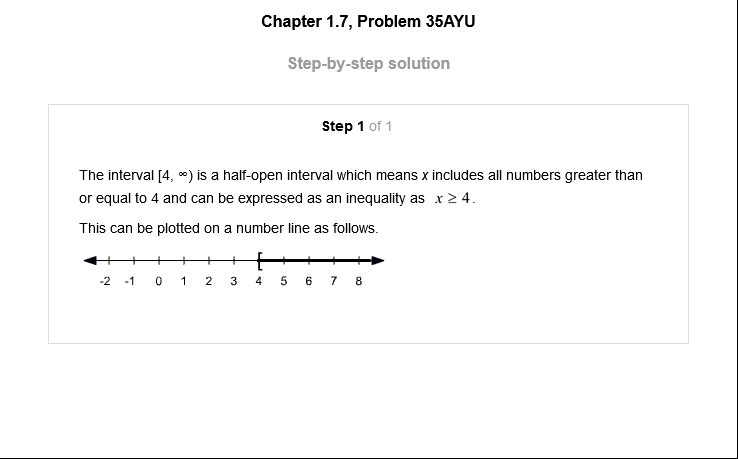 Chapter 1.7, Problem 35AYU
Step-by-step solution
Step 1 of 1
The interval [4, ∞) is a half-open interval which means x includes all numbers greater than
or equal to 4 and can be expressed as an inequality as x ≥ 4.
This can be plotted on a number line as follows.
[
-2 -1 0 1 2 3 4 5 6 7 8